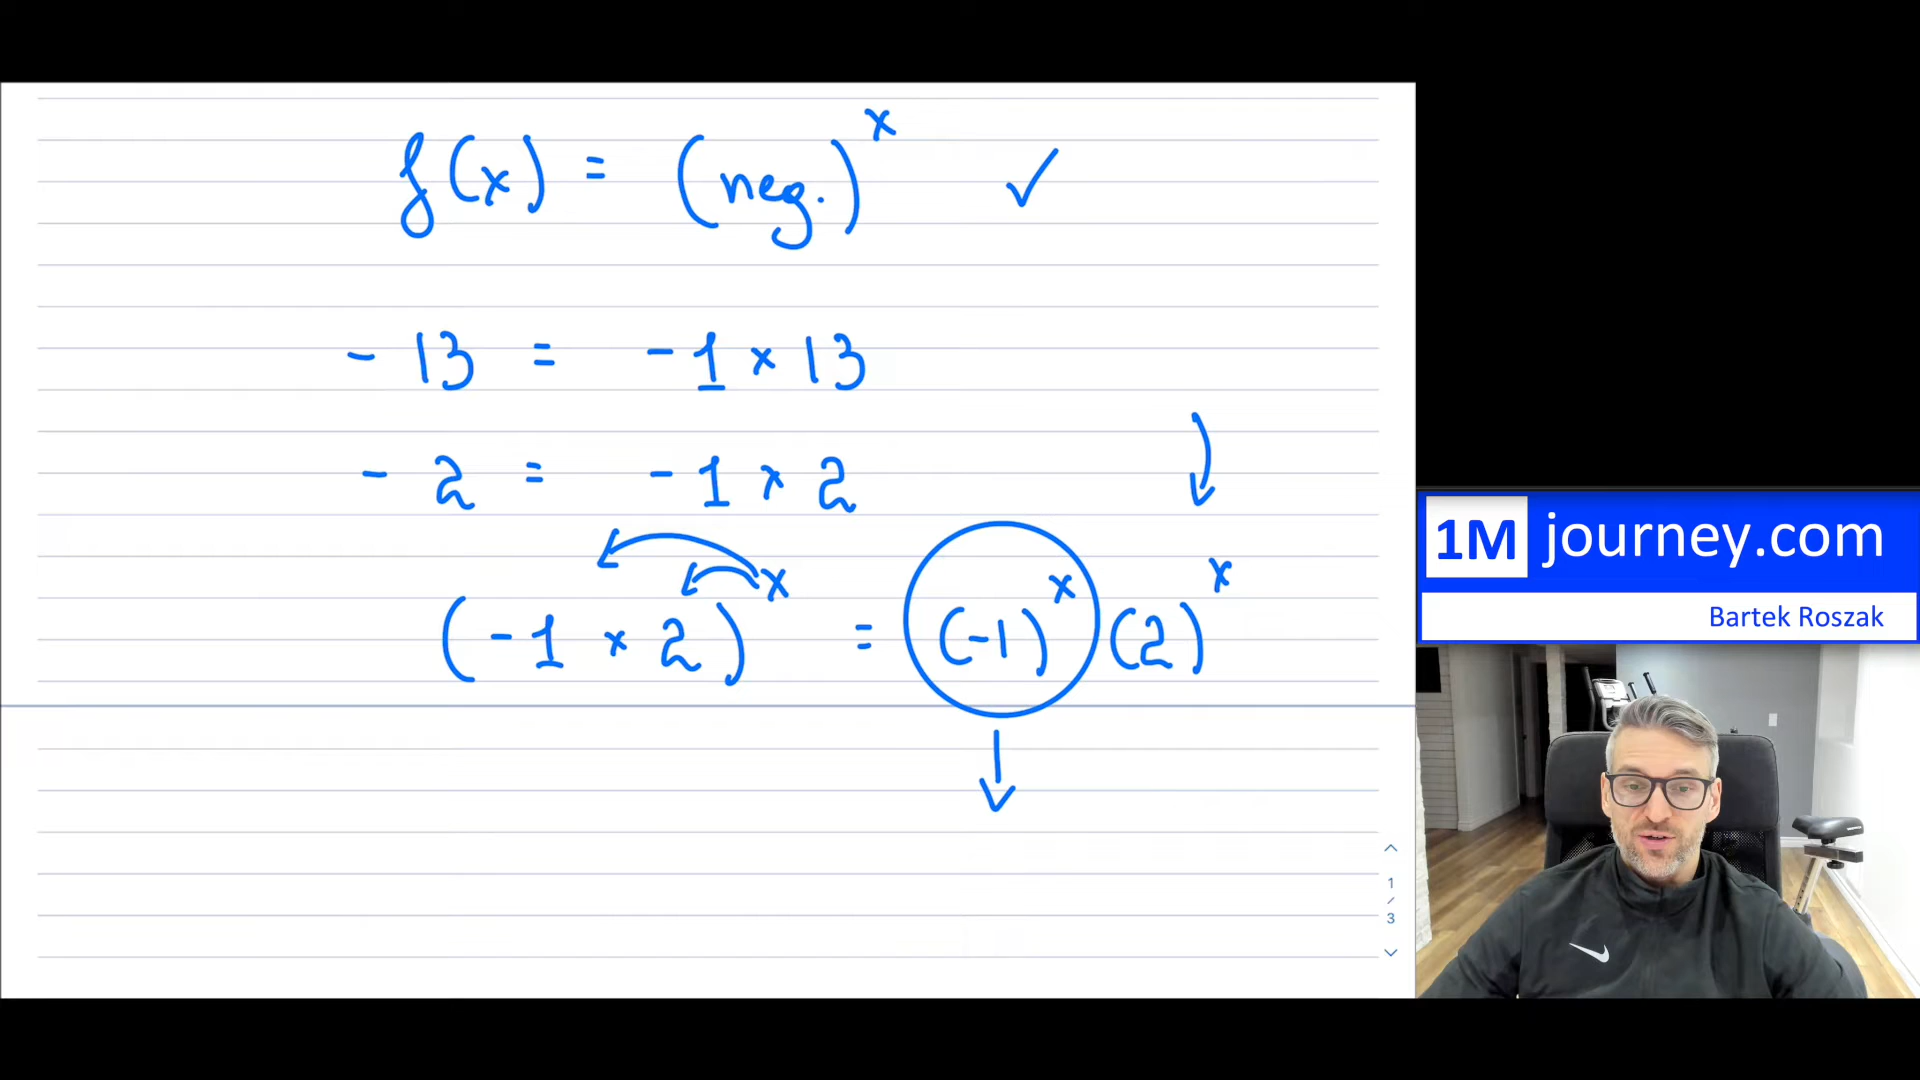 f(x) = (neg.)^x ✓
- 13 = -1 × 13
- 2 = -1 × 2
(-1 × 2)^x = (-1)^x (2)^x
1
/
3
1M journey.com
Bartek Roszak